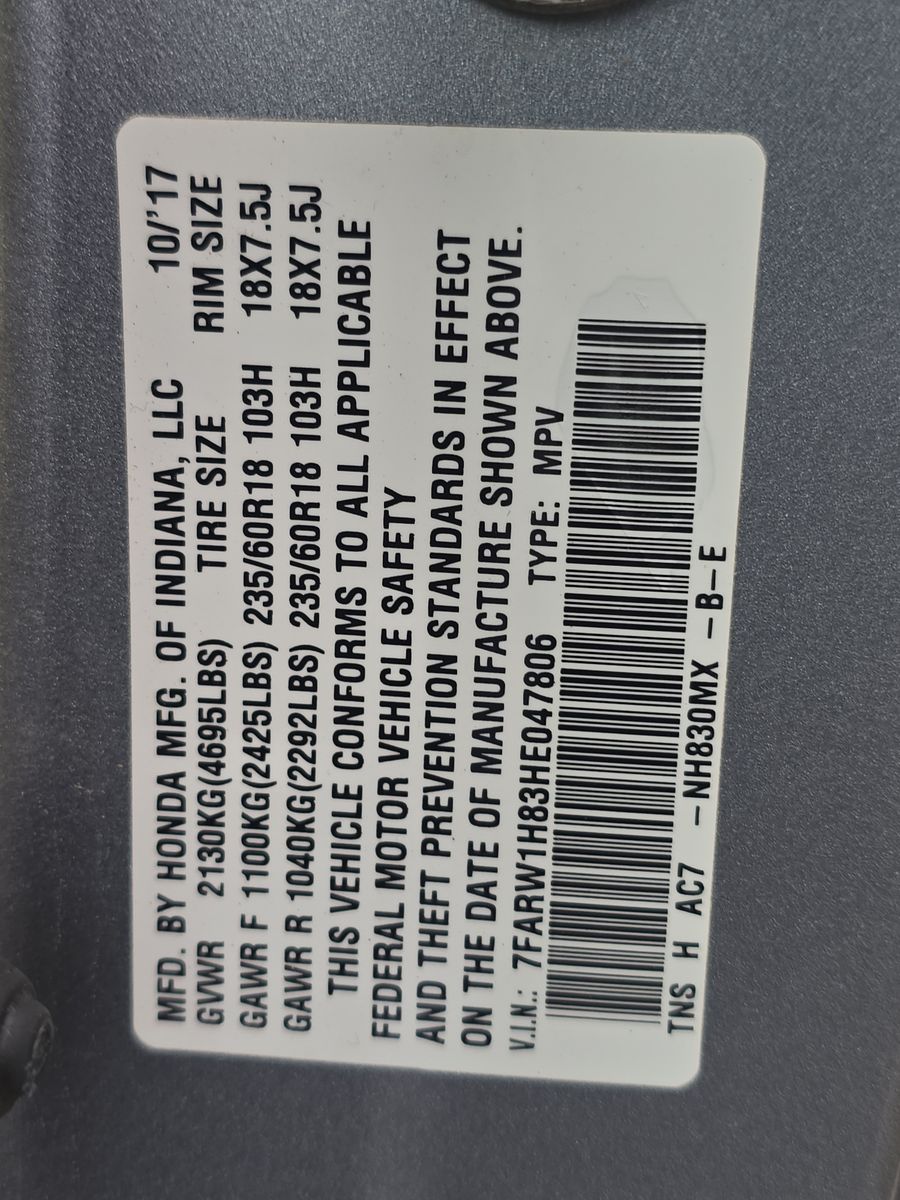 MFD. BY HONDA MFG. OF INDIANA, LLC 10/'17
GVWR 2130KG(4695LBS) TIRE SIZE RIM SIZE
GAWR F 1100KG(2425LBS) 235/60R18 103H 18X7.5J
GAWR R 1040KG(2292LBS) 235/60R18 103H 18X7.5J
THIS VEHICLE CONFORMS TO ALL APPLICABLE
FEDERAL MOTOR VEHICLE SAFETY
AND THEFT PREVENTION STANDARDS IN EFFECT
ON THE DATE OF MANUFACTURE SHOWN ABOVE.
V.I.N.: 7FARW1H83HE047806 TYPE: MPV
TNS H AC7 -NH830MX -B-E